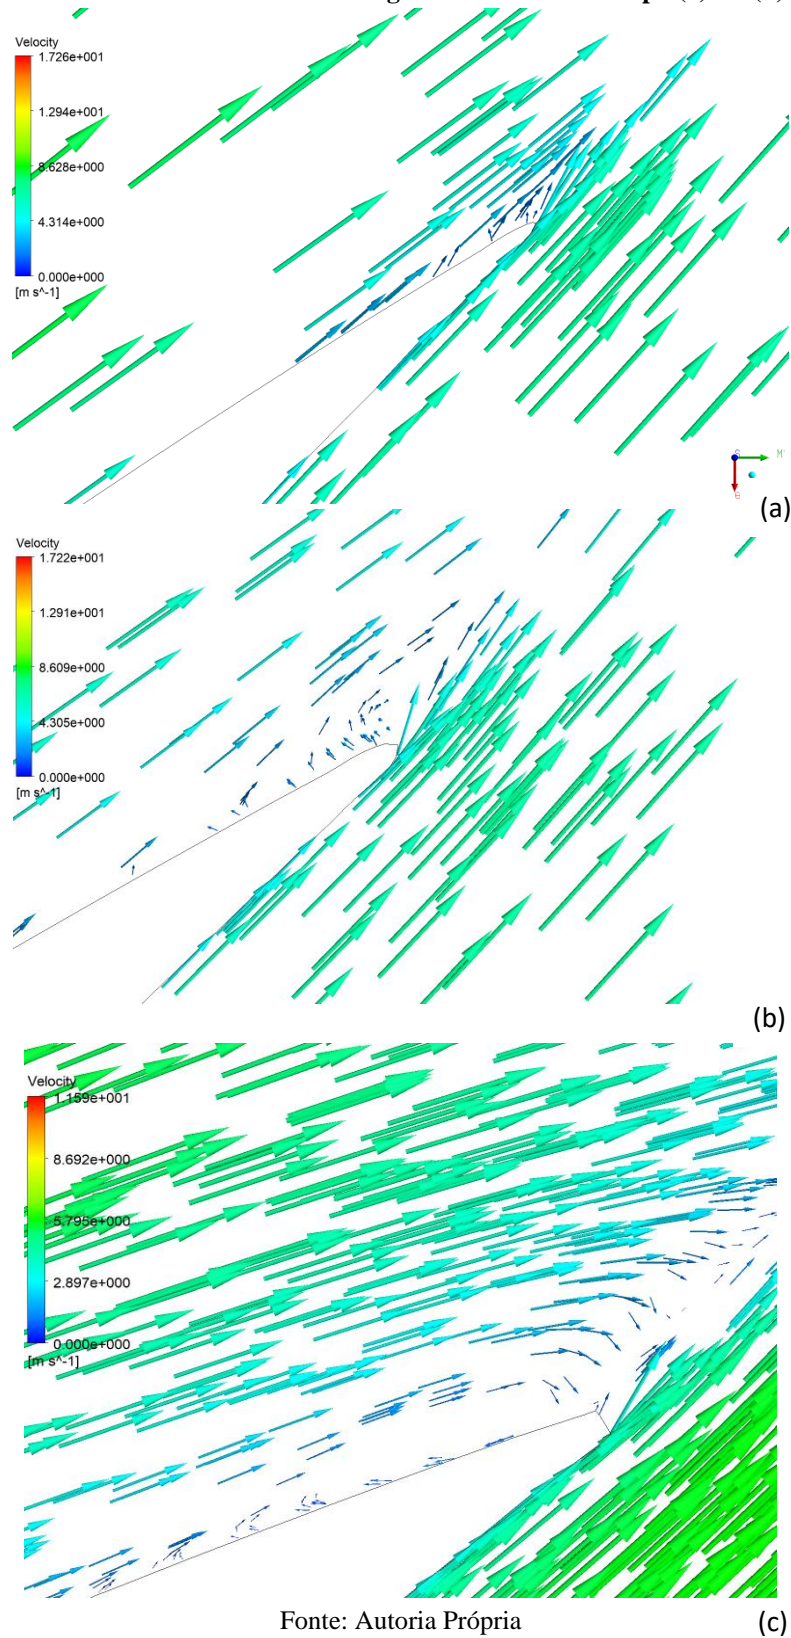 Velocity
1.726e+001
1.294e+001
8.628e+000
4.314e+000
0.000e+000
[m s^-1]
(a)
Velocity
1.722e+001
1.291e+001
8.609e+000
4.305e+000
0.000e+000
[m s^-1]
(b)
Velocity
1.159e+001
8.692e+000
5.795e+000
2.897e+000
0.000e+000
[m s^-1]
Fonte: Autoria Própria
(c)